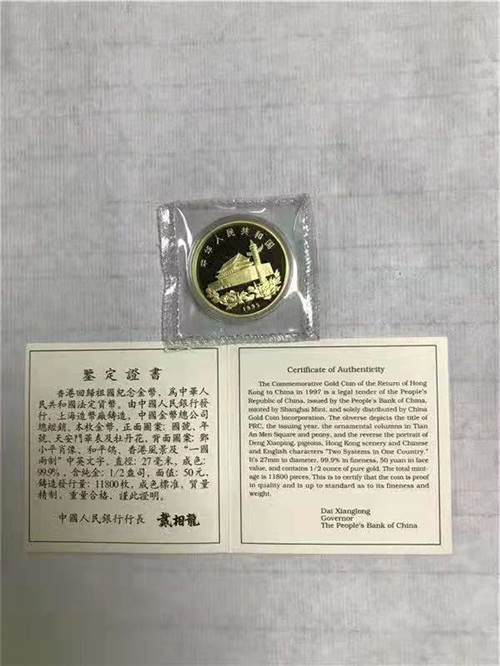 中华人民共和国
1995
鉴定證書
香港回歸祖國紀念金幣、爲中華人
民共和國法定貨幣。由中國人民銀行發
行，上海造幣廠鑄造，中國金幣總公司
總經銷。本枚金幣，正面圖案：國號、年
號、天安門華表及牡丹花，背面圖案：鄧
小平肖像，和平鴿、香港風景及“一國
兩制”中英文字，直徑：27毫米，成色：
99.9%，含純金：1/2盎司，面值：50元，
鑄造發行量：11800枚，成色標准，質量
精制、重量合格，謹此證明。
中國人民銀行行長 戴相龍
Certificate of Authenticity
The Commemorative Gold Coin of the Return of Hong
Kong to China in 1997 is a legal tender of the People's
Republic of China, issued by the People's Bank of China,
minted by Shanghai Mint, and solely distributed by China
Gold Coin Incorporation. The obverse depicts the title of
PRC, the issuing year, the ornamental columns in Tian
An Men Square and peony, and the reverse the portrait of
Deng Xiaoping, pigeons, Hong Kong scenery and Chinese
and English characters "Two Systems in One Country."
It's 27mm in diameter, 99.9% in fineness, 50 yuan in face
value, and contains 1/2 ounce of pure gold. The total mint-
age is 11800 pieces. This is to certify that the coin is proof
in quality and is up to standard as to its fineness and
weight.
Dai Xianglong
Governor
The People's Bank of China